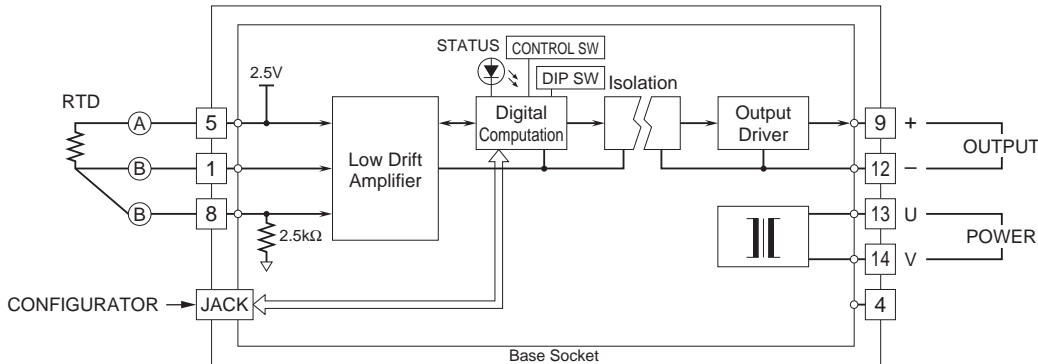 STATUS
CONTROL SW
DIP SW
Isolation
2.5V
RTD
A
5
Digital
Computation
Output
Driver
9
+
OUTPUT
B
1
Low Drift
Amplifier
12
–
B
8
2.5kΩ
13
U
POWER
14
V
CONFIGURATOR
JACK
4
Base Socket